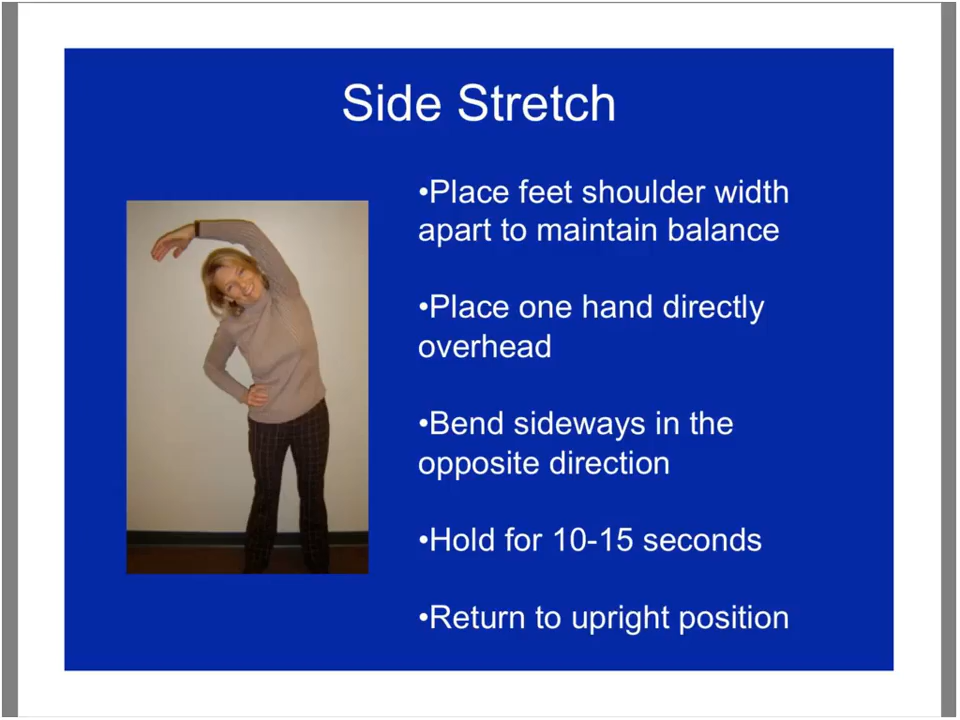 Side Stretch
•Place feet shoulder width
apart to maintain balance
•Place one hand directly
overhead
•Bend sideways in the
opposite direction
•Hold for 10-15 seconds
•Return to upright position